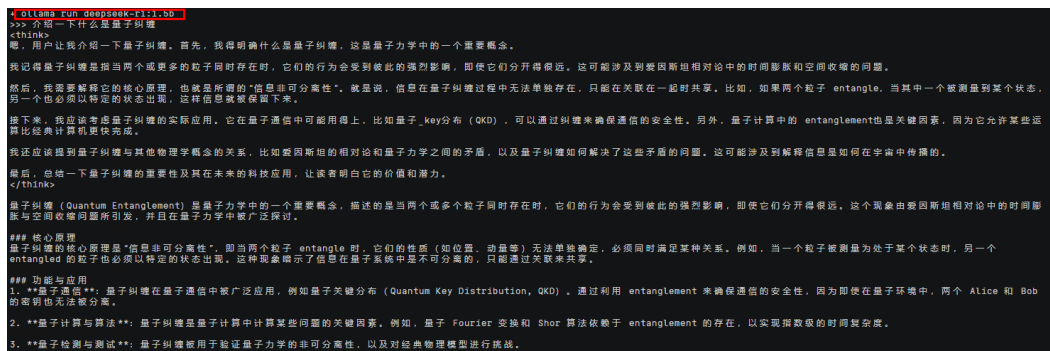 + ollama run deepseek-r1:1.5b
>>> 介绍一下什么是量子纠缠
<think>
嗯，用户让我介绍一下量子纠缠。首先，我得明确什么是量子纠缠，这是量子力学中的一个重要概念。
我记得量子纠缠是指当两个或更多的粒子同时存在时，它们的行为会受到彼此的强烈影响，即使它们分开得很远。这可能涉及到爱因斯坦相对论中的时间膨胀和空间收缩的问题。
然后，我需要解释它的核心原理，也就是所谓的"信息非可分离性"。就是说，信息在量子纠缠过程中无法单独存在，只能在关联在一起时共享。比如，如果两个粒子 entangle，当其中一个被测量到某个状态，
另一个也必须以特定的状态出现，这样信息就被保留下来。
接下来，我应该考虑量子纠缠的实际应用。它在量子通信中可能用得上，比如量子_key分布（QKD），可以通过纠缠来确保通信的安全性。另外，量子计算中的 entanglement也是关键因素，因为它允许某些运
算比经典计算机更快完成。
我还应该提到量子纠缠与其他物理学概念的关系，比如爱因斯坦的相对论和量子力学之间的矛盾，以及量子纠缠如何解决了这些矛盾的问题。这可能涉及到解释信息是如何在宇宙中传播的。
最后，总结一下量子纠缠的重要性及其在未来的科技应用，让读者明白它的价值和潜力。
</think>
量子纠缠（Quantum Entanglement）是量子力学中的一个重要概念，描述的是当两个或多个粒子同时存在时，它们的行为会受到彼此的强烈影响，即使它们分开得很远。这个现象由爱因斯坦相对论中的时间膨
胀与空间收缩问题所引发，并且在量子力学中被广泛探讨。
### 核心原理
量子纠缠的核心原理是"信息非可分离性"，即当两个粒子 entangle 时，它们的性质（如位置、动量等）无法单独确定，必须同时满足某种关系。例如，当一个粒子被测量为处于某个状态时，另一个
entangled 的粒子也必须以特定的状态出现。这种现象暗示了信息在量子系统中是不可分离的，只能通过关联来共享。
### 功能与应用
1. **量子通信**：量子纠缠在量子通信中被广泛应用，例如量子关键分布（Quantum Key Distribution, QKD）。通过利用 entanglement 来确保通信的安全性，因为即使在量子环境中，两个 Alice 和 Bob
的密钥也无法被分离。
2. **量子计算与算法**：量子纠缠是量子计算中计算某些问题的关键因素。例如，量子 Fourier 变换和 Shor 算法依赖于 entanglement 的存在，以实现指数级的时间复杂度。
3. **量子检测与测试**：量子纠缠被用于验证量子力学的非可分离性，以及对经典物理模型进行挑战。